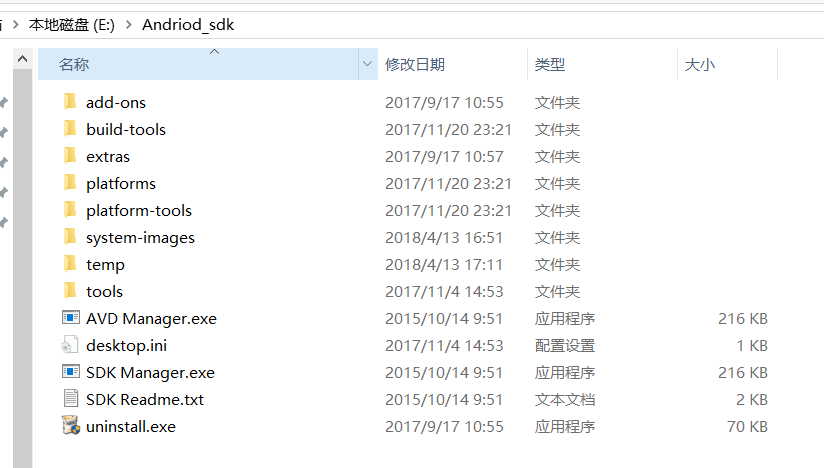 本地磁盘 (E:) Andriod_sdk
名称 修改日期 类型 大小
add-ons 2017/9/17 10:55 文件夹
build-tools 2017/11/20 23:21 文件夹
extras 2017/9/17 10:57 文件夹
platforms 2017/11/20 23:21 文件夹
platform-tools 2017/11/20 23:21 文件夹
system-images 2018/4/13 16:51 文件夹
temp 2018/4/13 17:11 文件夹
tools 2017/11/4 14:53 文件夹
AVD Manager.exe 2015/10/14 9:51 应用程序 216 KB
desktop.ini 2017/11/4 14:53 配置设置 1 KB
SDK Manager.exe 2015/10/14 9:51 应用程序 216 KB
SDK Readme.txt 2015/10/14 9:51 文本文档 2 KB
uninstall.exe 2017/9/17 10:55 应用程序 70 KB